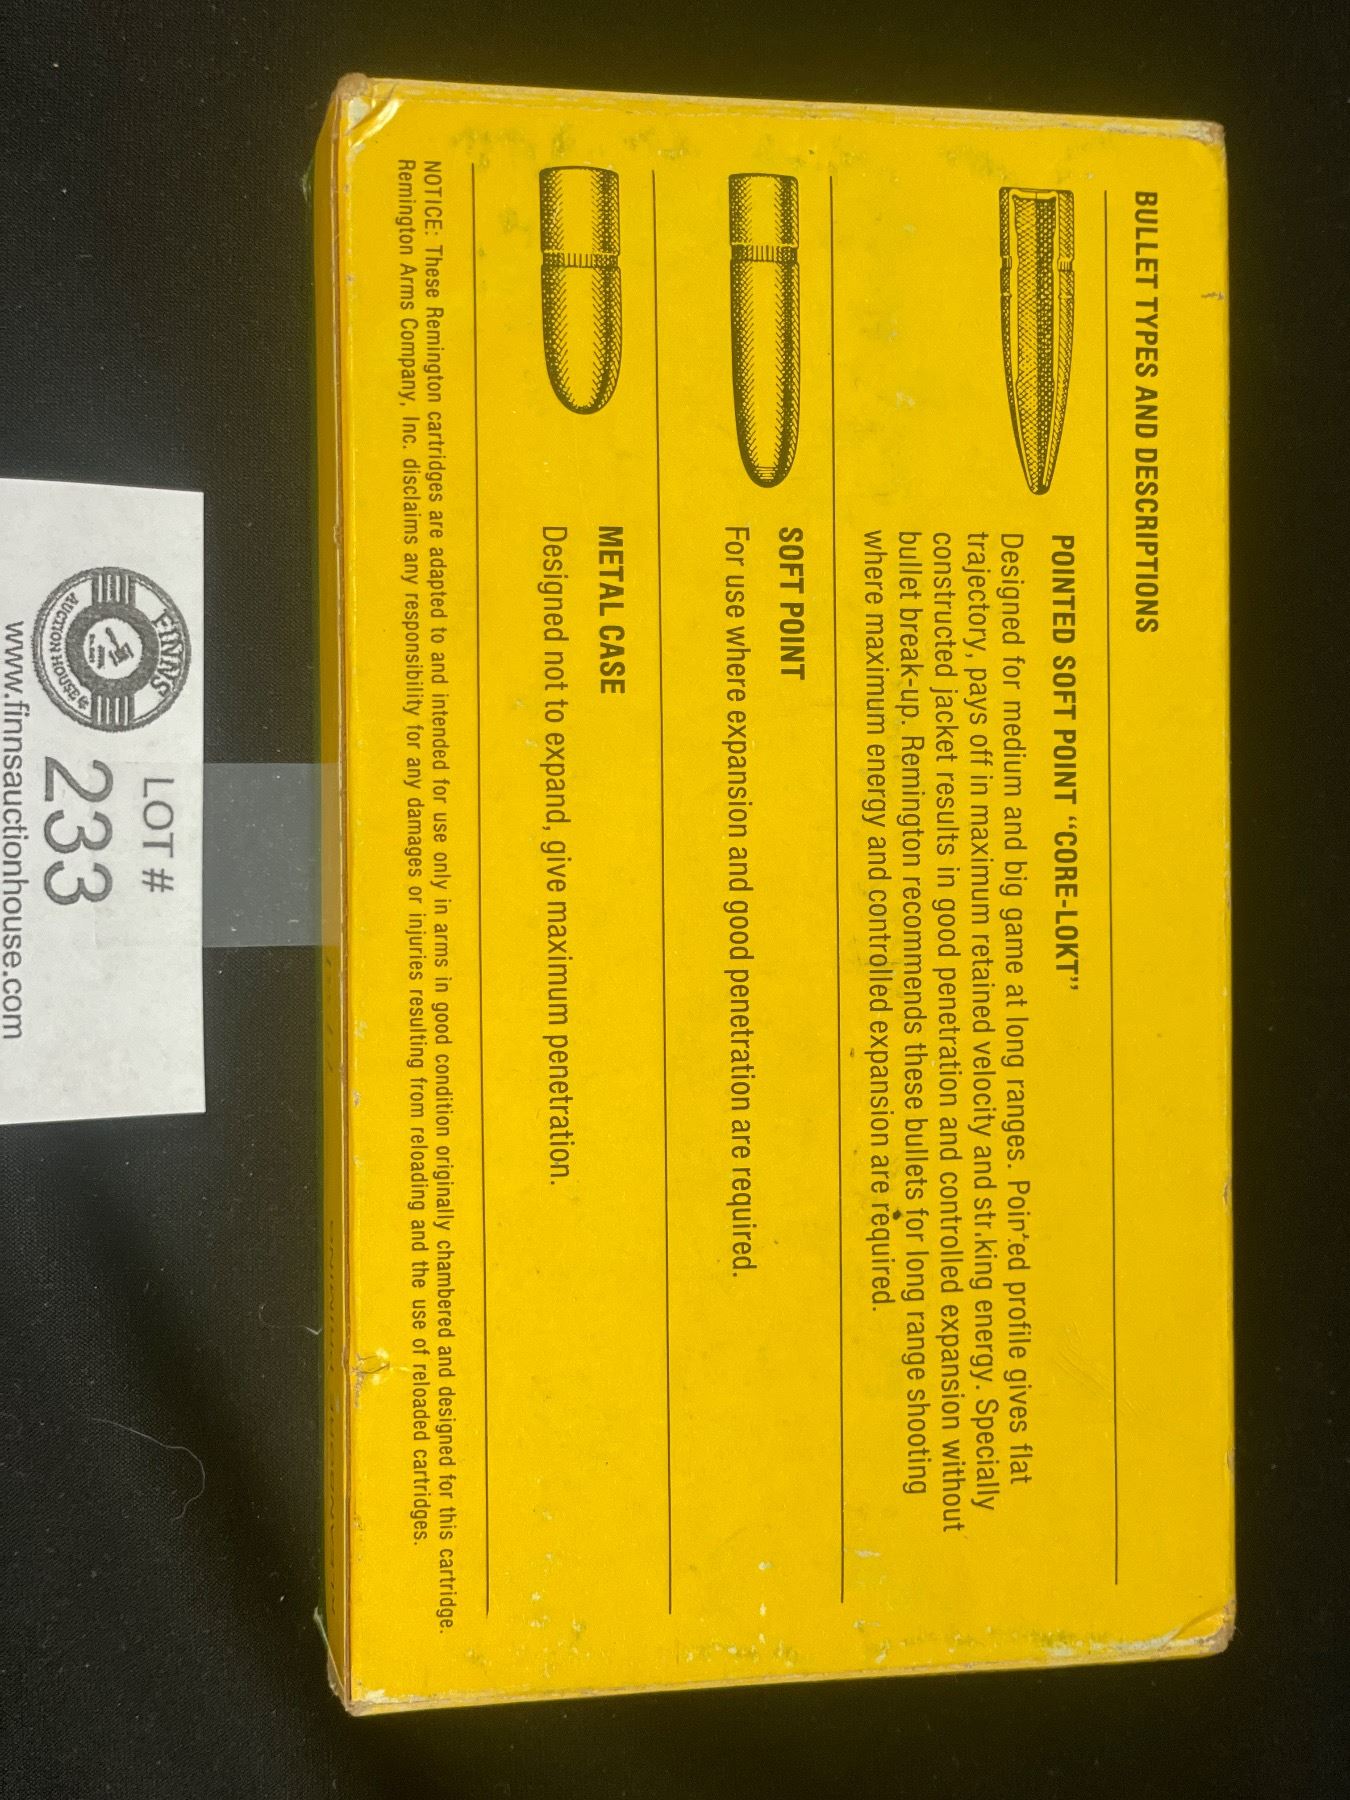 BULLET TYPES AND DESCRIPTIONS
POINTED SOFT POINT “CORE-LOKT”
Designed for medium and big game at long ranges. Pointed profile gives flat
trajectory, pays off in maximum retained velocity and striking energy. Specially
constructed jacket results in good penetration and controlled expansion without
bullet break-up. Remington recommends these bullets for long range shooting
where maximum energy and controlled expansion are required.
SOFT POINT
For use where expansion and good penetration are required.
METAL CASE
Designed not to expand, give maximum penetration.
NOTICE: These Remington cartridges are adapted to and intended for use only in arms in good condition originally chambered and designed for this cartridge.
Remington Arms Company, Inc. disclaims any responsibility for any damages or injuries resulting from reloading and the use of reloaded cartridges.
FINN'S
AUCTION HOUSE
LOT #
233
www.finnsauctionhouse.com